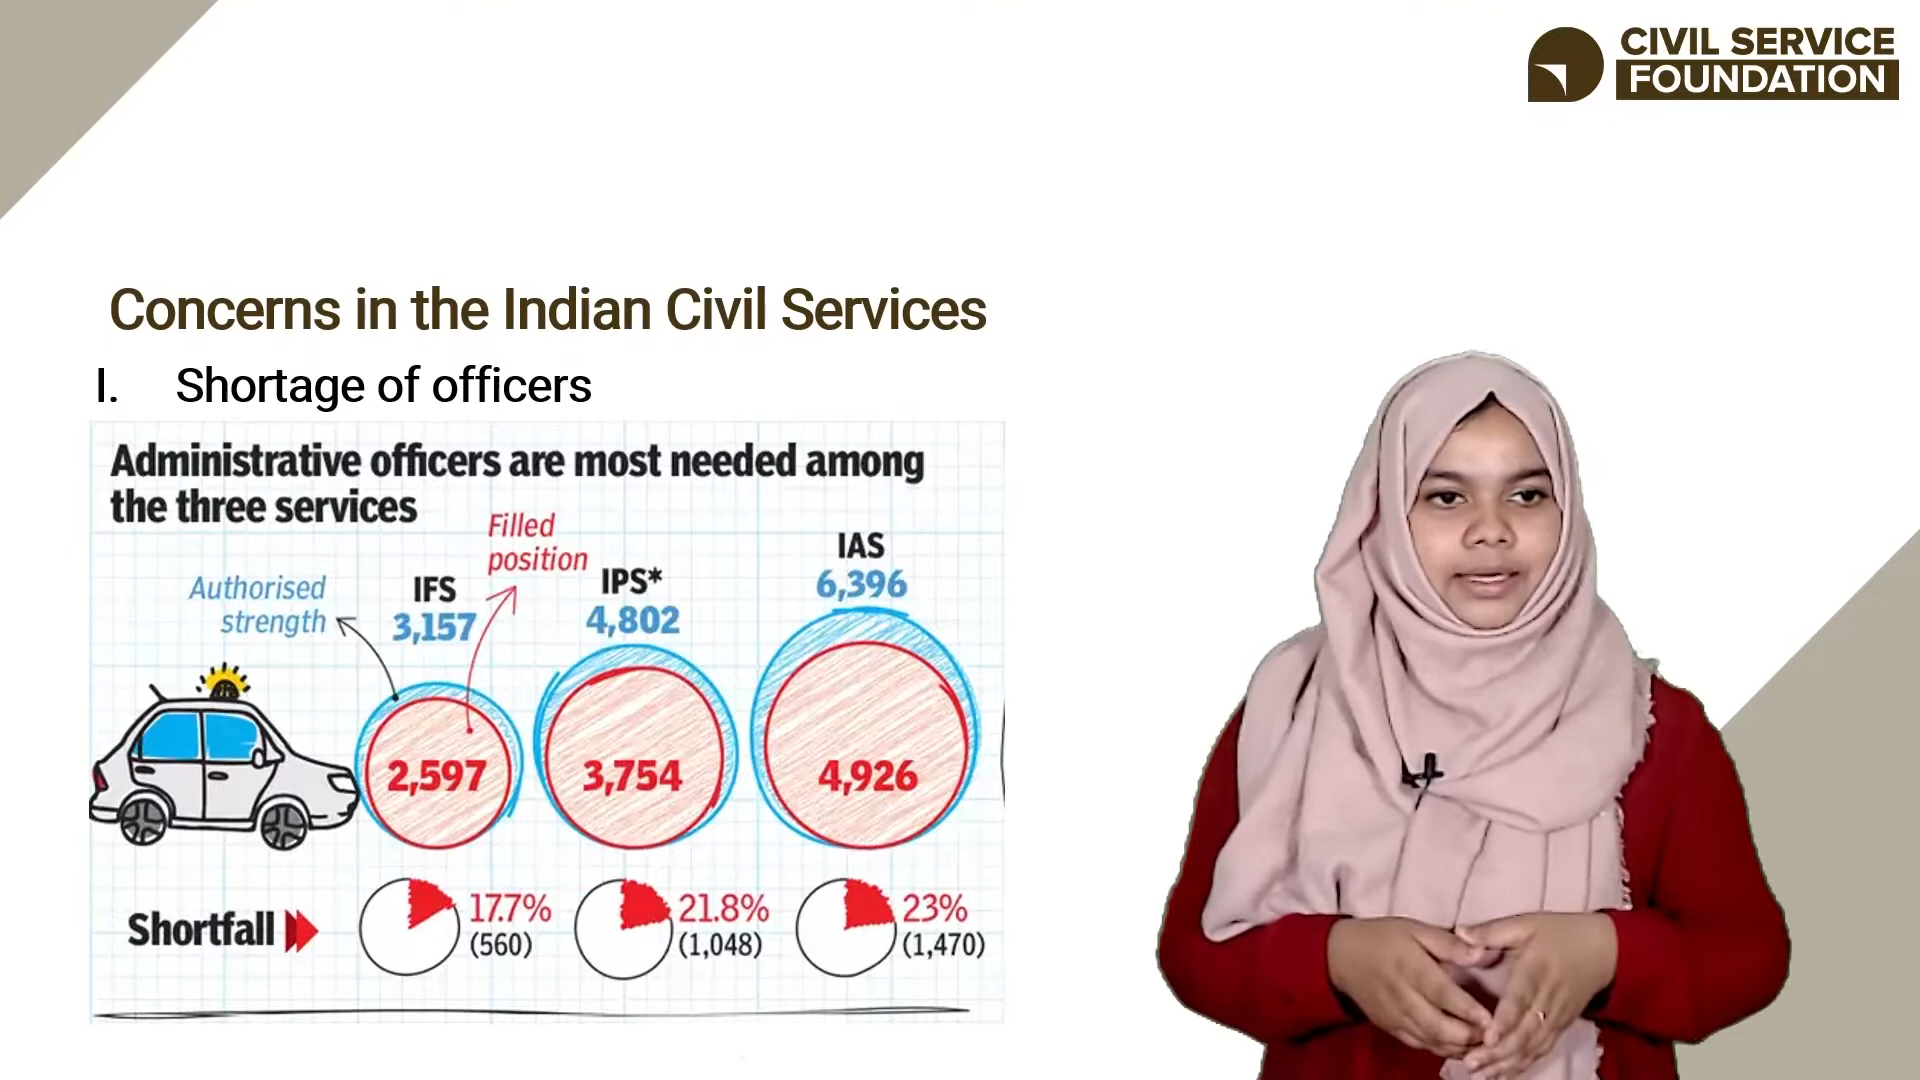 CIVIL SERVICE
FOUNDATION
Concerns in the Indian Civil Services
I. Shortage of officers
Administrative officers are most needed among
the three services
Authorised
strength
Filled
position
IFS
3,157
IPS*
4,802
IAS
6,396
2,597
3,754
4,926
Shortfall
17.7%
(560)
21.8%
(1,048)
23%
(1,470)